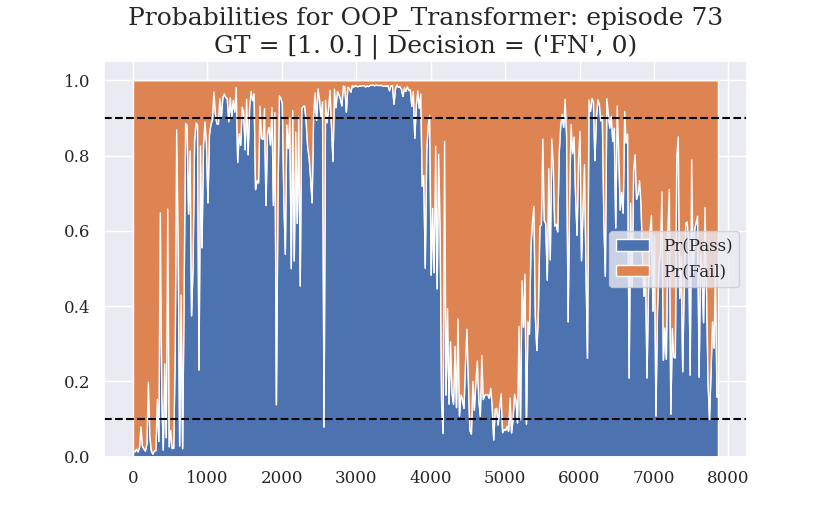 Probabilities for OOP_Transformer: episode 73
GT = [1. 0.] | Decision = ('FN', 0)
1.0
0.8
0.6
0.4
0.2
0.0
Pr(Pass)
Pr(Fail)
0 1000 2000 3000 4000 5000 6000 7000 8000